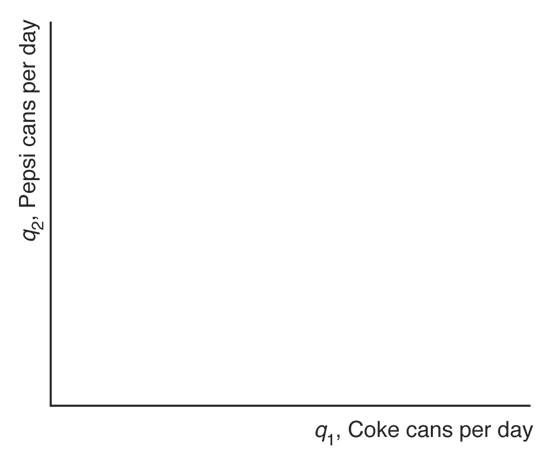 q₂, Pepsi cans per day
q₁, Coke cans per day